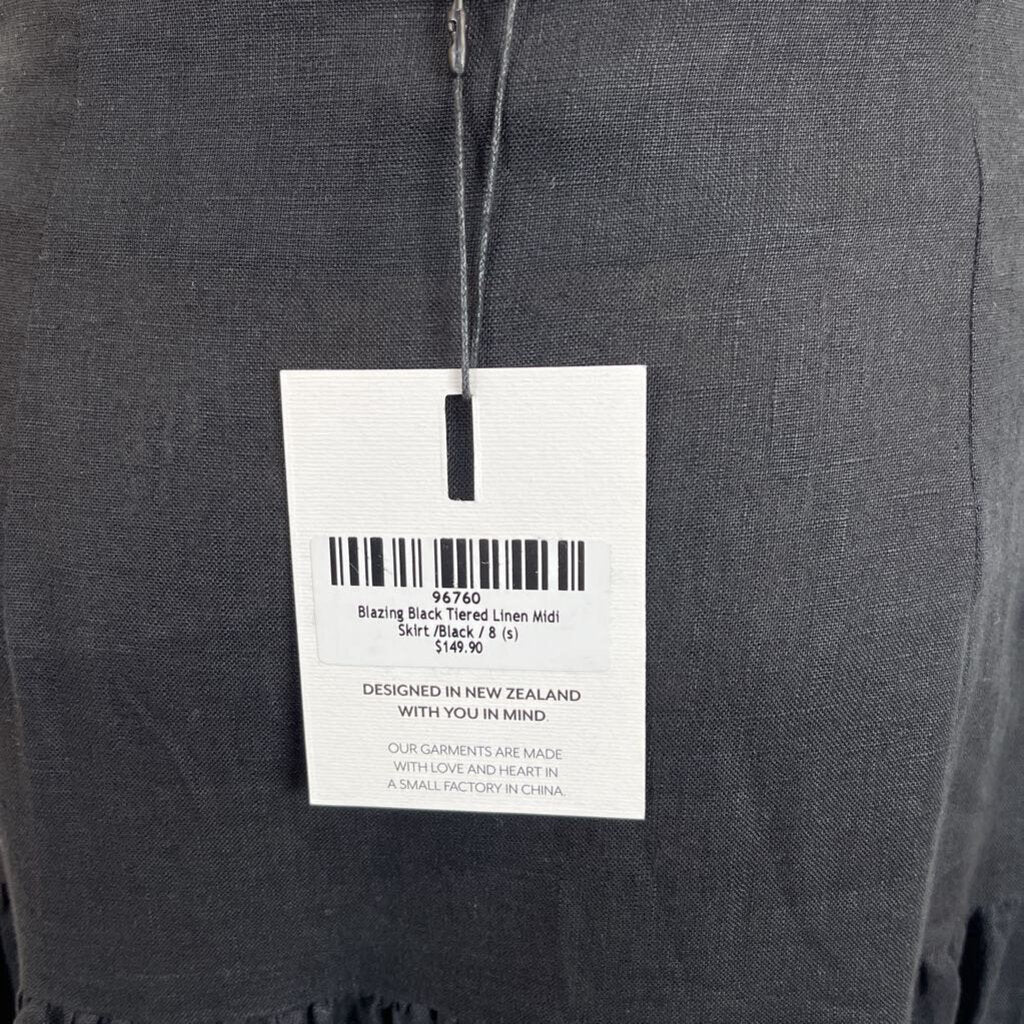 96760
Blazing Black Tiered Linen Midi
Skirt /Black / 8 (s)
$149.90
DESIGNED IN NEW ZEALAND
WITH YOU IN MIND.
OUR GARMENTS ARE MADE
WITH LOVE AND HEART IN
A SMALL FACTORY IN CHINA.